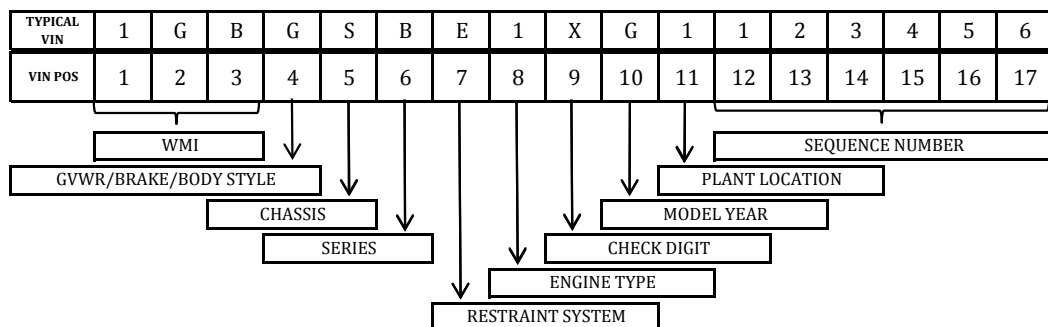 TYPICAL VIN 1 G B G S B E 1 X G 1 1 2 3 4 5 6
VIN POS 1 2 3 4 5 6 7 8 9 10 11 12 13 14 15 16 17
WMI SEQUENCE NUMBER
GVWR/BRAKE/BODY STYLE PLANT LOCATION
CHASSIS MODEL YEAR
SERIES CHECK DIGIT
ENGINE TYPE
RESTRAINT SYSTEM